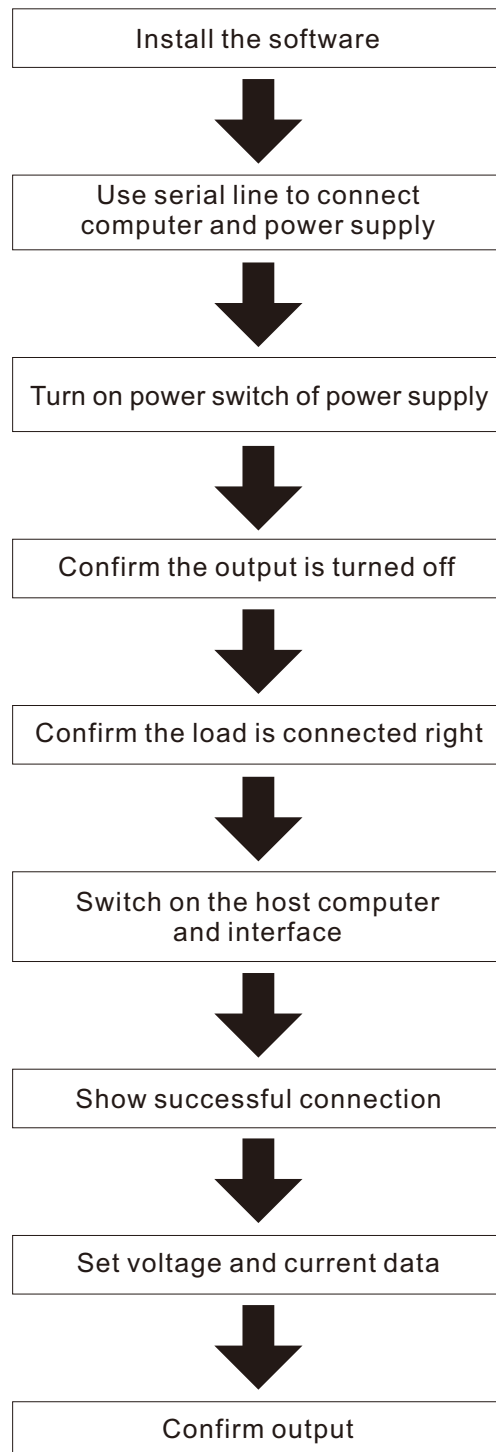 Install the software
Use serial line to connect
computer and power supply
Turn on power switch of power supply
Confirm the output is turned off
Confirm the load is connected right
Switch on the host computer
and interface
Show successful connection
Set voltage and current data
Confirm output